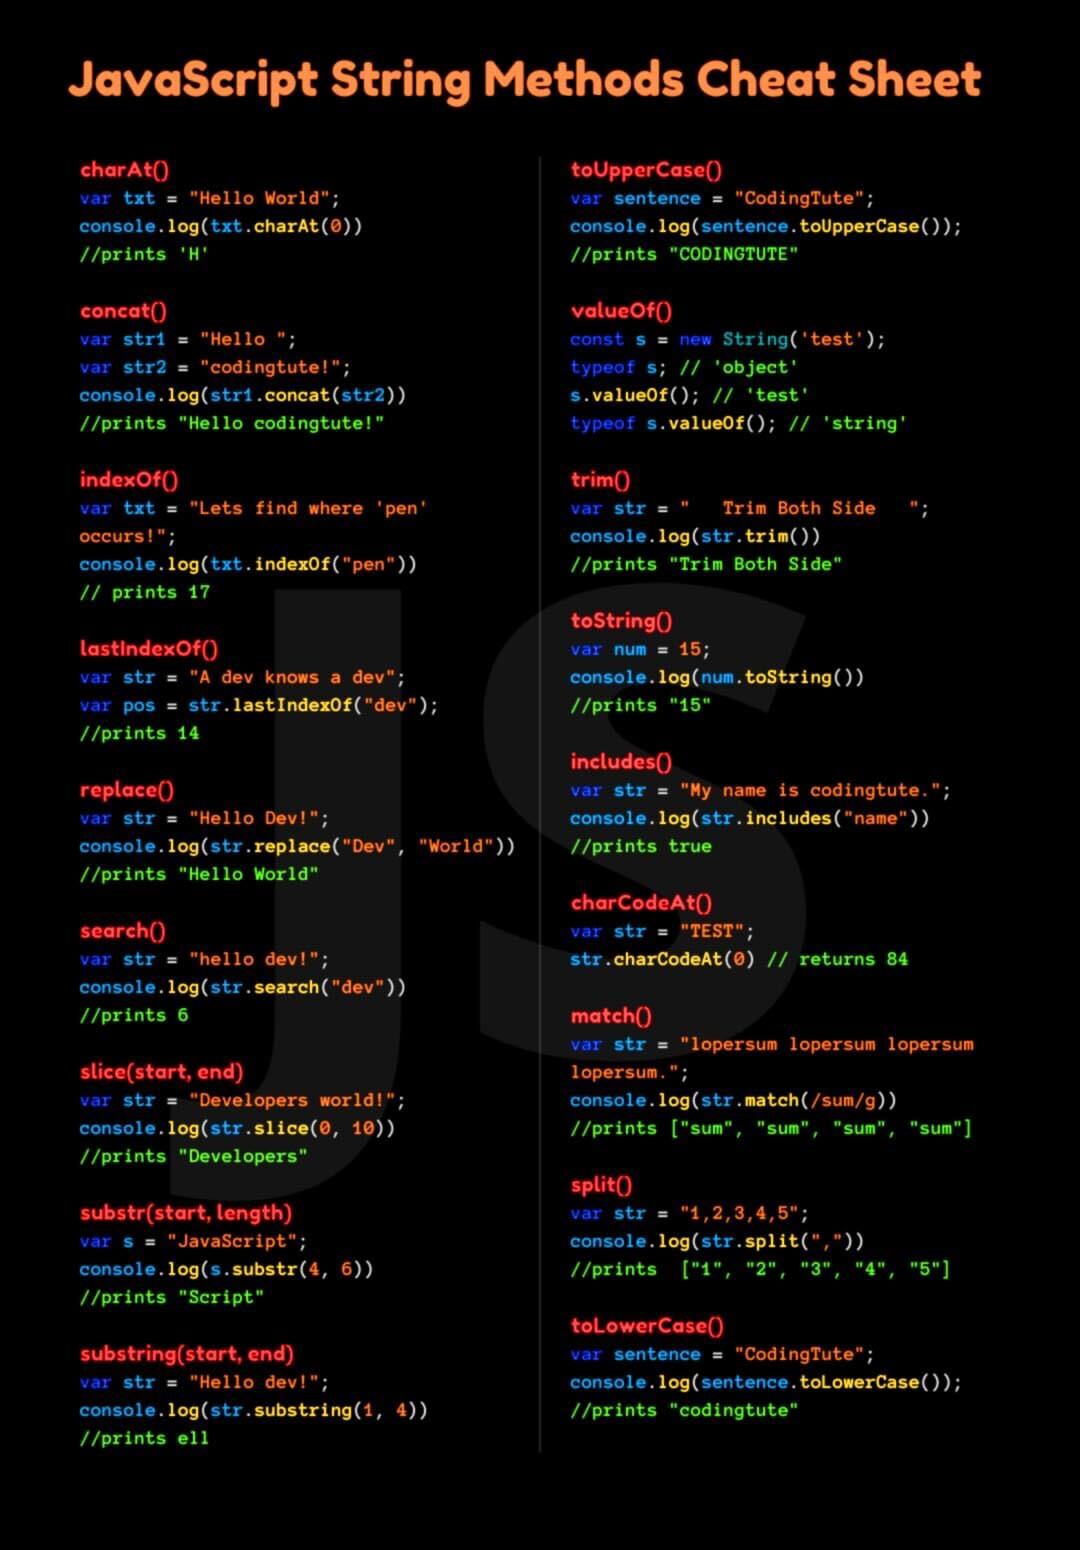 JavaScript String Methods Cheat Sheet
charAt()
var txt = "Hello World";
console.log(txt.charAt(0))
//prints 'H'
concat()
var str1 = "Hello ";
var str2 = "codingtute!";
console.log(str1.concat(str2))
//prints "Hello codingtute!"
indexOf()
var txt = "Lets find where 'pen'
occurs!";
console.log(txt.indexOf("pen"))
// prints 17
lastIndexOf()
var str = "A dev knows a dev";
var pos = str.lastIndexOf("dev");
//prints 14
replace()
var str = "Hello Dev!";
console.log(str.replace("Dev", "World"))
//prints "Hello World"
search()
var str = "hello dev!";
console.log(str.search("dev"))
//prints 6
slice(start, end)
var str = "Developers world!";
console.log(str.slice(0, 10))
//prints "Developers"
substr(start, length)
var s = "JavaScript";
console.log(s.substr(4, 6))
//prints "Script"
substring(start, end)
var str = "Hello dev!";
console.log(str.substring(1, 4))
//prints ell
toUpperCase()
var sentence = "CodingTute";
console.log(sentence.toUpperCase());
//prints "CODINGTUTE"
valueOf()
const s = new String('test');
typeof s; // 'object'
s.valueOf(); // 'test'
typeof s.valueOf(); // 'string'
trim()
var str = "   Trim Both Side   ";
console.log(str.trim())
//prints "Trim Both Side"
toString()
var num = 15;
console.log(num.toString())
//prints "15"
includes()
var str = "My name is codingtute.";
console.log(str.includes("name"))
//prints true
charCodeAt()
var str = "TEST";
str.charCodeAt(0) // returns 84
match()
var str = "lopersum lopersum lopersum
lopersum.";
console.log(str.match(/sum/g))
//prints ["sum", "sum", "sum", "sum"]
split()
var str = "1,2,3,4,5";
console.log(str.split(","))
//prints  ["1", "2", "3", "4", "5"]
toLowerCase()
var sentence = "CodingTute";
console.log(sentence.toLowerCase());
//prints "codingtute"
JS